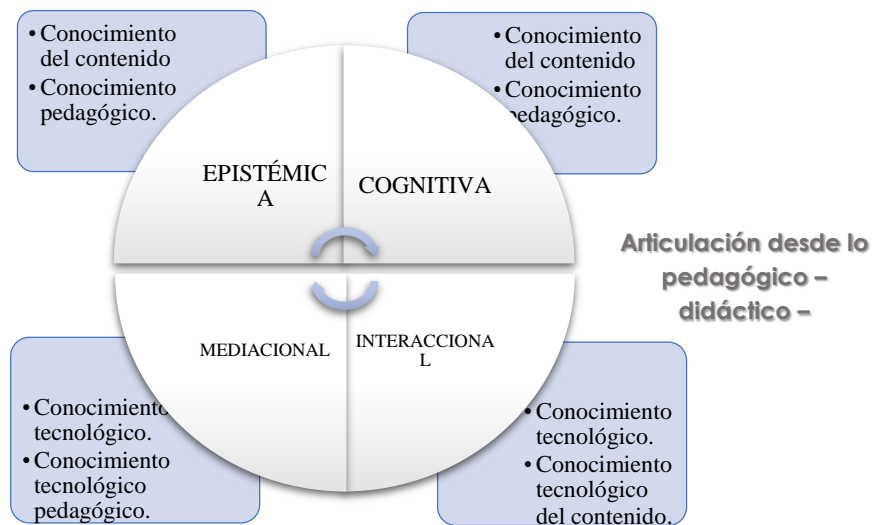 • Conocimiento
del contenido
• Conocimiento
pedagógico.
• Conocimiento
del contenido
• Conocimiento
pedagógico.
EPISTÉMIC
A
COGNITIVA
Articulación desde lo
pedagógico –
didáctico –
MEDIACIONAL
INTERACCIONA
L
• Conocimiento
tecnológico.
• Conocimiento
tecnológico
pedagógico.
• Conocimiento
tecnológico.
• Conocimiento
tecnológico
del contenido.